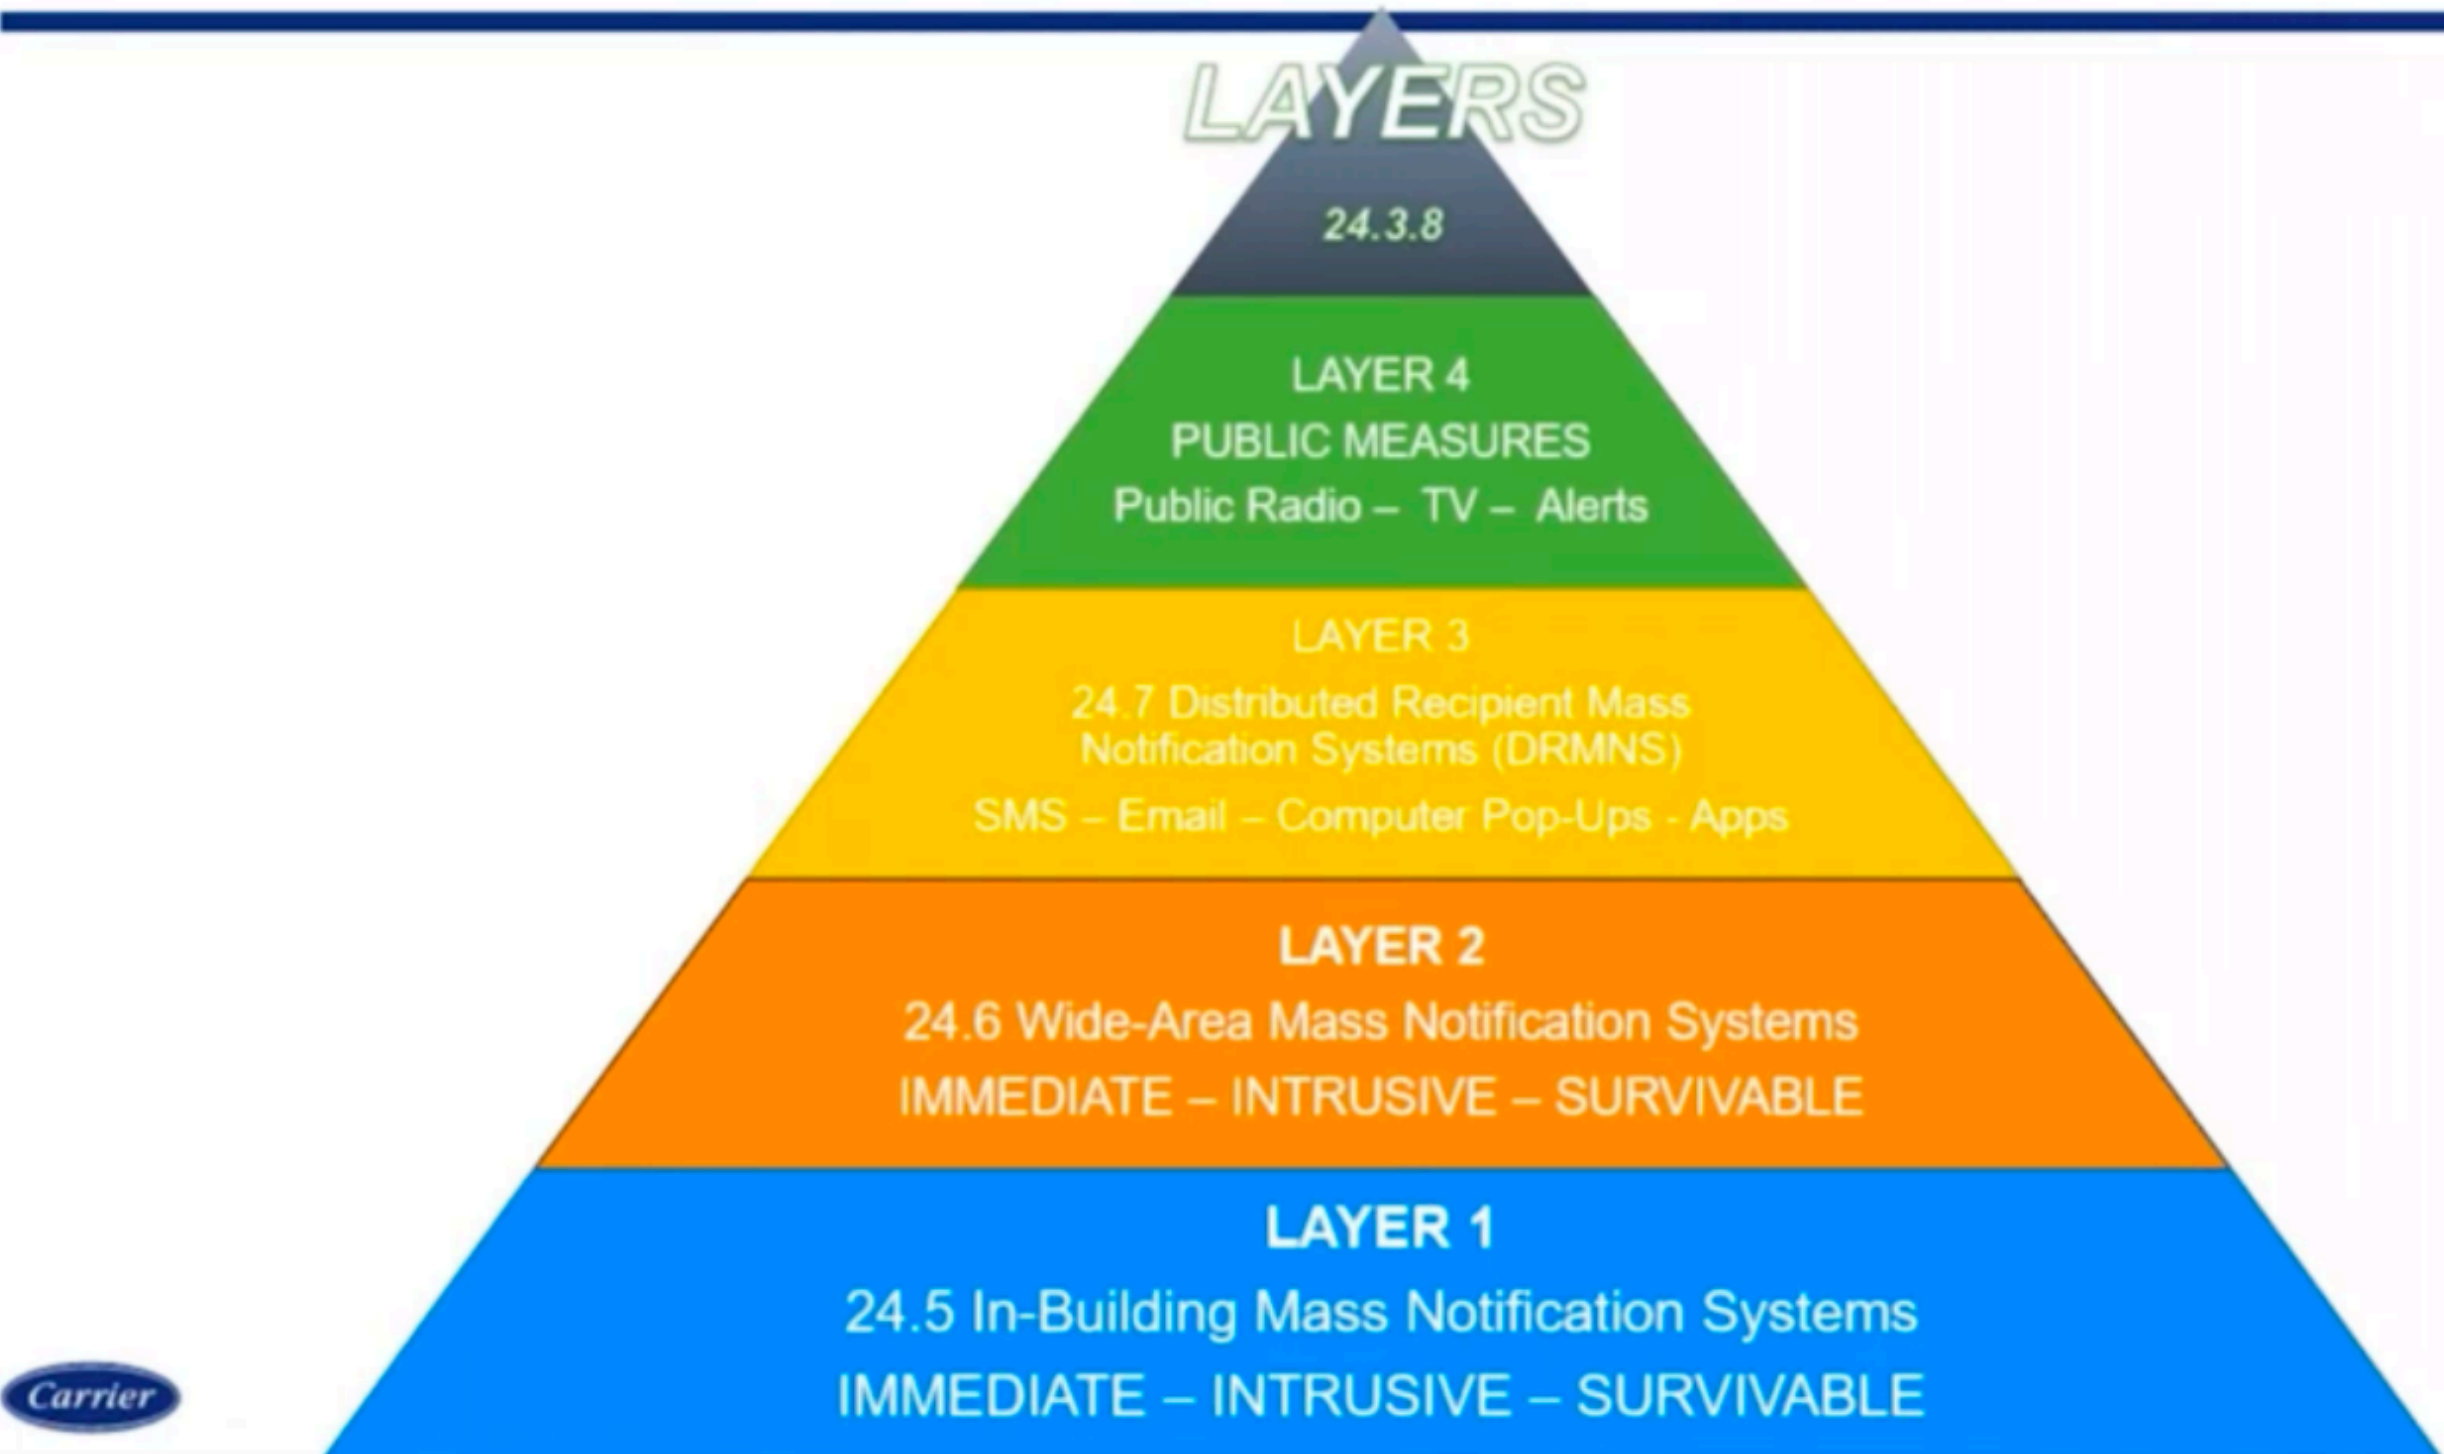 LAYERS
24.3.8
LAYER 4
PUBLIC MEASURES
Public Radio – TV – Alerts
LAYER 3
24.7 Distributed Recipient Mass
Notification Systems (DRMNS)
SMS – Email – Computer Pop-Ups - Apps
LAYER 2
24.6 Wide-Area Mass Notification Systems
IMMEDIATE – INTRUSIVE – SURVIVABLE
LAYER 1
24.5 In-Building Mass Notification Systems
IMMEDIATE – INTRUSIVE – SURVIVABLE
Carrier